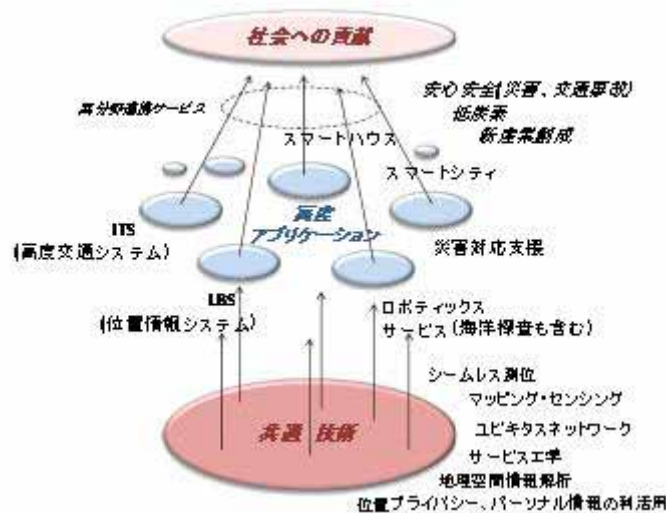 社会への貢献
安心安全(災害、交通事故)
低炭素
新産業創成
異分野連携サービス
スマートハウス
スマートシティ
高度
アプリケーション
ITS
(高度交通システム)
災害対応支援
LBS
(位置情報システム)
ロボティックス
サービス(海洋探査も含む)
シームレス測位
マッピング・センシング
共通 技術
ユビキタスネットワーク
サービス工学
地理空間情報解析
位置プライバシー、パーソナル情報の利活用